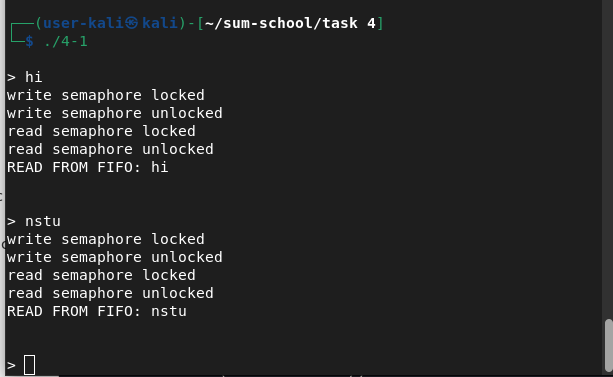 ┌──(user-kali㉿kali)-[~/sum-school/task 4]
└─$ ./4-1
> hi
write semaphore locked
write semaphore unlocked
read semaphore locked
read semaphore unlocked
READ FROM FIFO: hi
> nstu
write semaphore locked
write semaphore unlocked
read semaphore locked
read semaphore unlocked
READ FROM FIFO: nstu
>